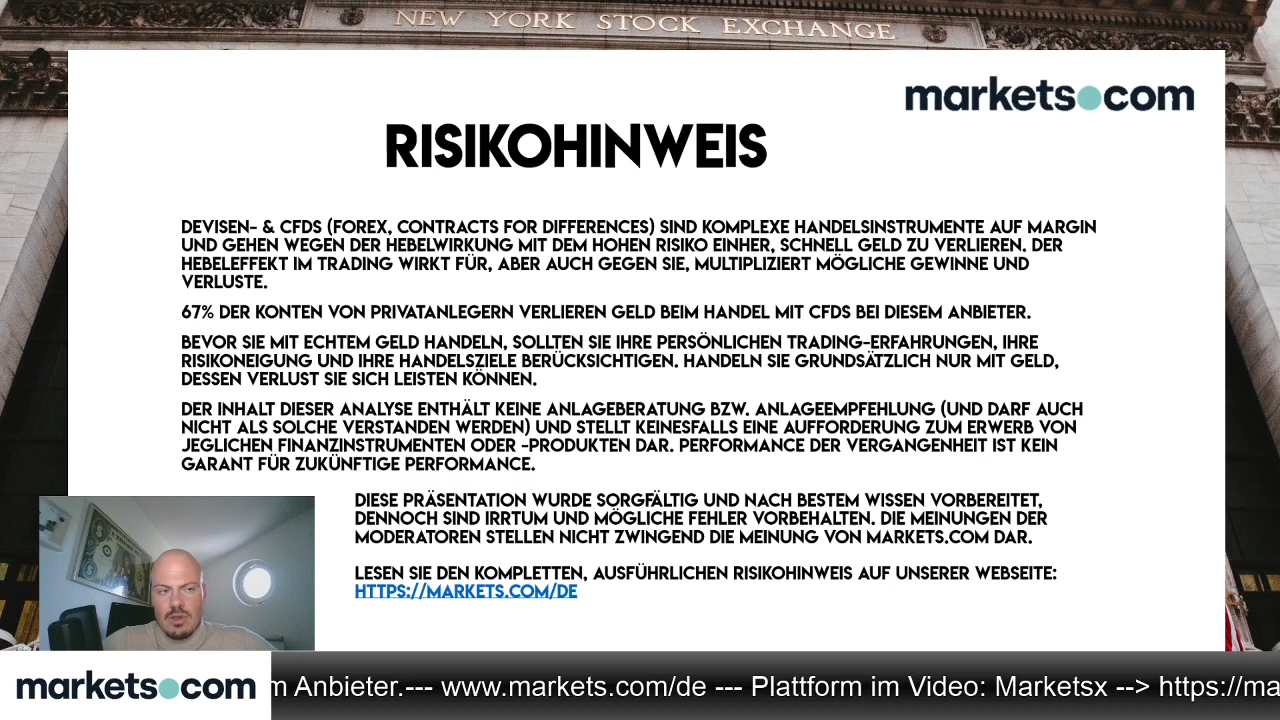 NEW YORK STOCK EXCHANGE
markets.com
RISIKOHINWEIS
DEVISEN- & CFDS (FOREX, CONTRACTS FOR DIFFERENCES) SIND KOMPLEXE HANDELSINSTRUMENTE AUF MARGIN
UND GEHEN WEGEN DER HEBELWIRKUNG MIT DEM HOHEN RISIKO EINHER, SCHNELL GELD ZU VERLIEREN. DER
HEBELEFFEKT IM TRADING WIRKT FÜR, ABER AUCH GEGEN SIE, MULTIPLIZIERT MÖGLICHE GEWINNE UND
VERLUSTE.
67% DER KONTEN VON PRIVATANLEGERN VERLIEREN GELD BEIM HANDEL MIT CFDS BEI DIESEM ANBIETER.
BEVOR SIE MIT ECHTEM GELD HANDELN, SOLLTEN SIE IHRE PERSÖNLICHEN TRADING-ERFAHRUNGEN, IHRE
RISIKONEIGUNG UND IHRE HANDELSZIELE BERÜCKSICHTIGEN. HANDELN SIE GRUNDSÄTZLICH NUR MIT GELD,
DESSEN VERLUST SIE SICH LEISTEN KÖNNEN.
DER INHALT DIESER ANALYSE ENTHÄLT KEINE ANLAGEBERATUNG BZW. ANLAGEEMPFEHLUNG (UND DARF AUCH
NICHT ALS SOLCHE VERSTANDEN WERDEN) UND STELLT KEINESFALLS EINE AUFFORDERUNG ZUM ERWERB VON
JEGLICHEN FINANZINSTRUMENTEN ODER -PRODUKTEN DAR. PERFORMANCE DER VERGANGENHEIT IST KEIN
GARANT FÜR ZUKÜNFTIGE PERFORMANCE.
DIESE PRÄSENTATION WURDE SORGFÄLTIG UND NACH BESTEM WISSEN VORBEREITET,
DENNOCH SIND IRRTUM UND MÖGLICHE FEHLER VORBEHALTEN. DIE MEINUNGEN DER
MODERATOREN STELLEN NICHT ZWINGEND DIE MEINUNG VON MARKETS.COM DAR.
LESEN SIE DEN KOMPLETTEN, AUSFÜHRLICHEN RISIKOHINWEIS AUF UNSERER WEBSEITE:
HTTPS://MARKETS.COM/DE
markets.com
m Anbieter.--- www.markets.com/de --- Plattform im Video: Marketsx --> https://ma